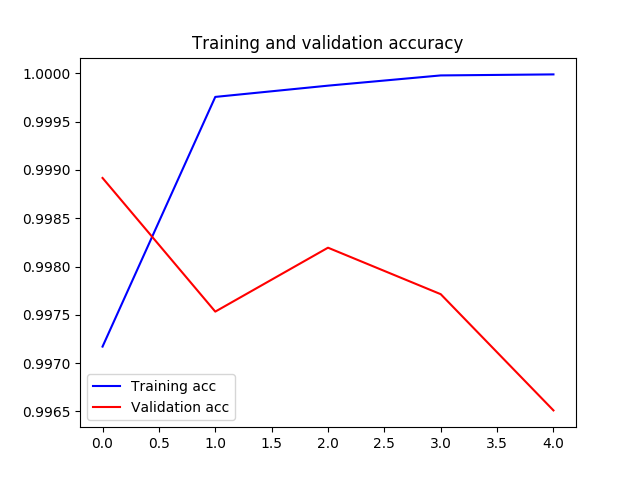 Training and validation accuracy
1.0000
0.9995
0.9990
0.9985
0.9980
0.9975
0.9970
0.9965
Training acc
Validation acc
0.0 0.5 1.0 1.5 2.0 2.5 3.0 3.5 4.0